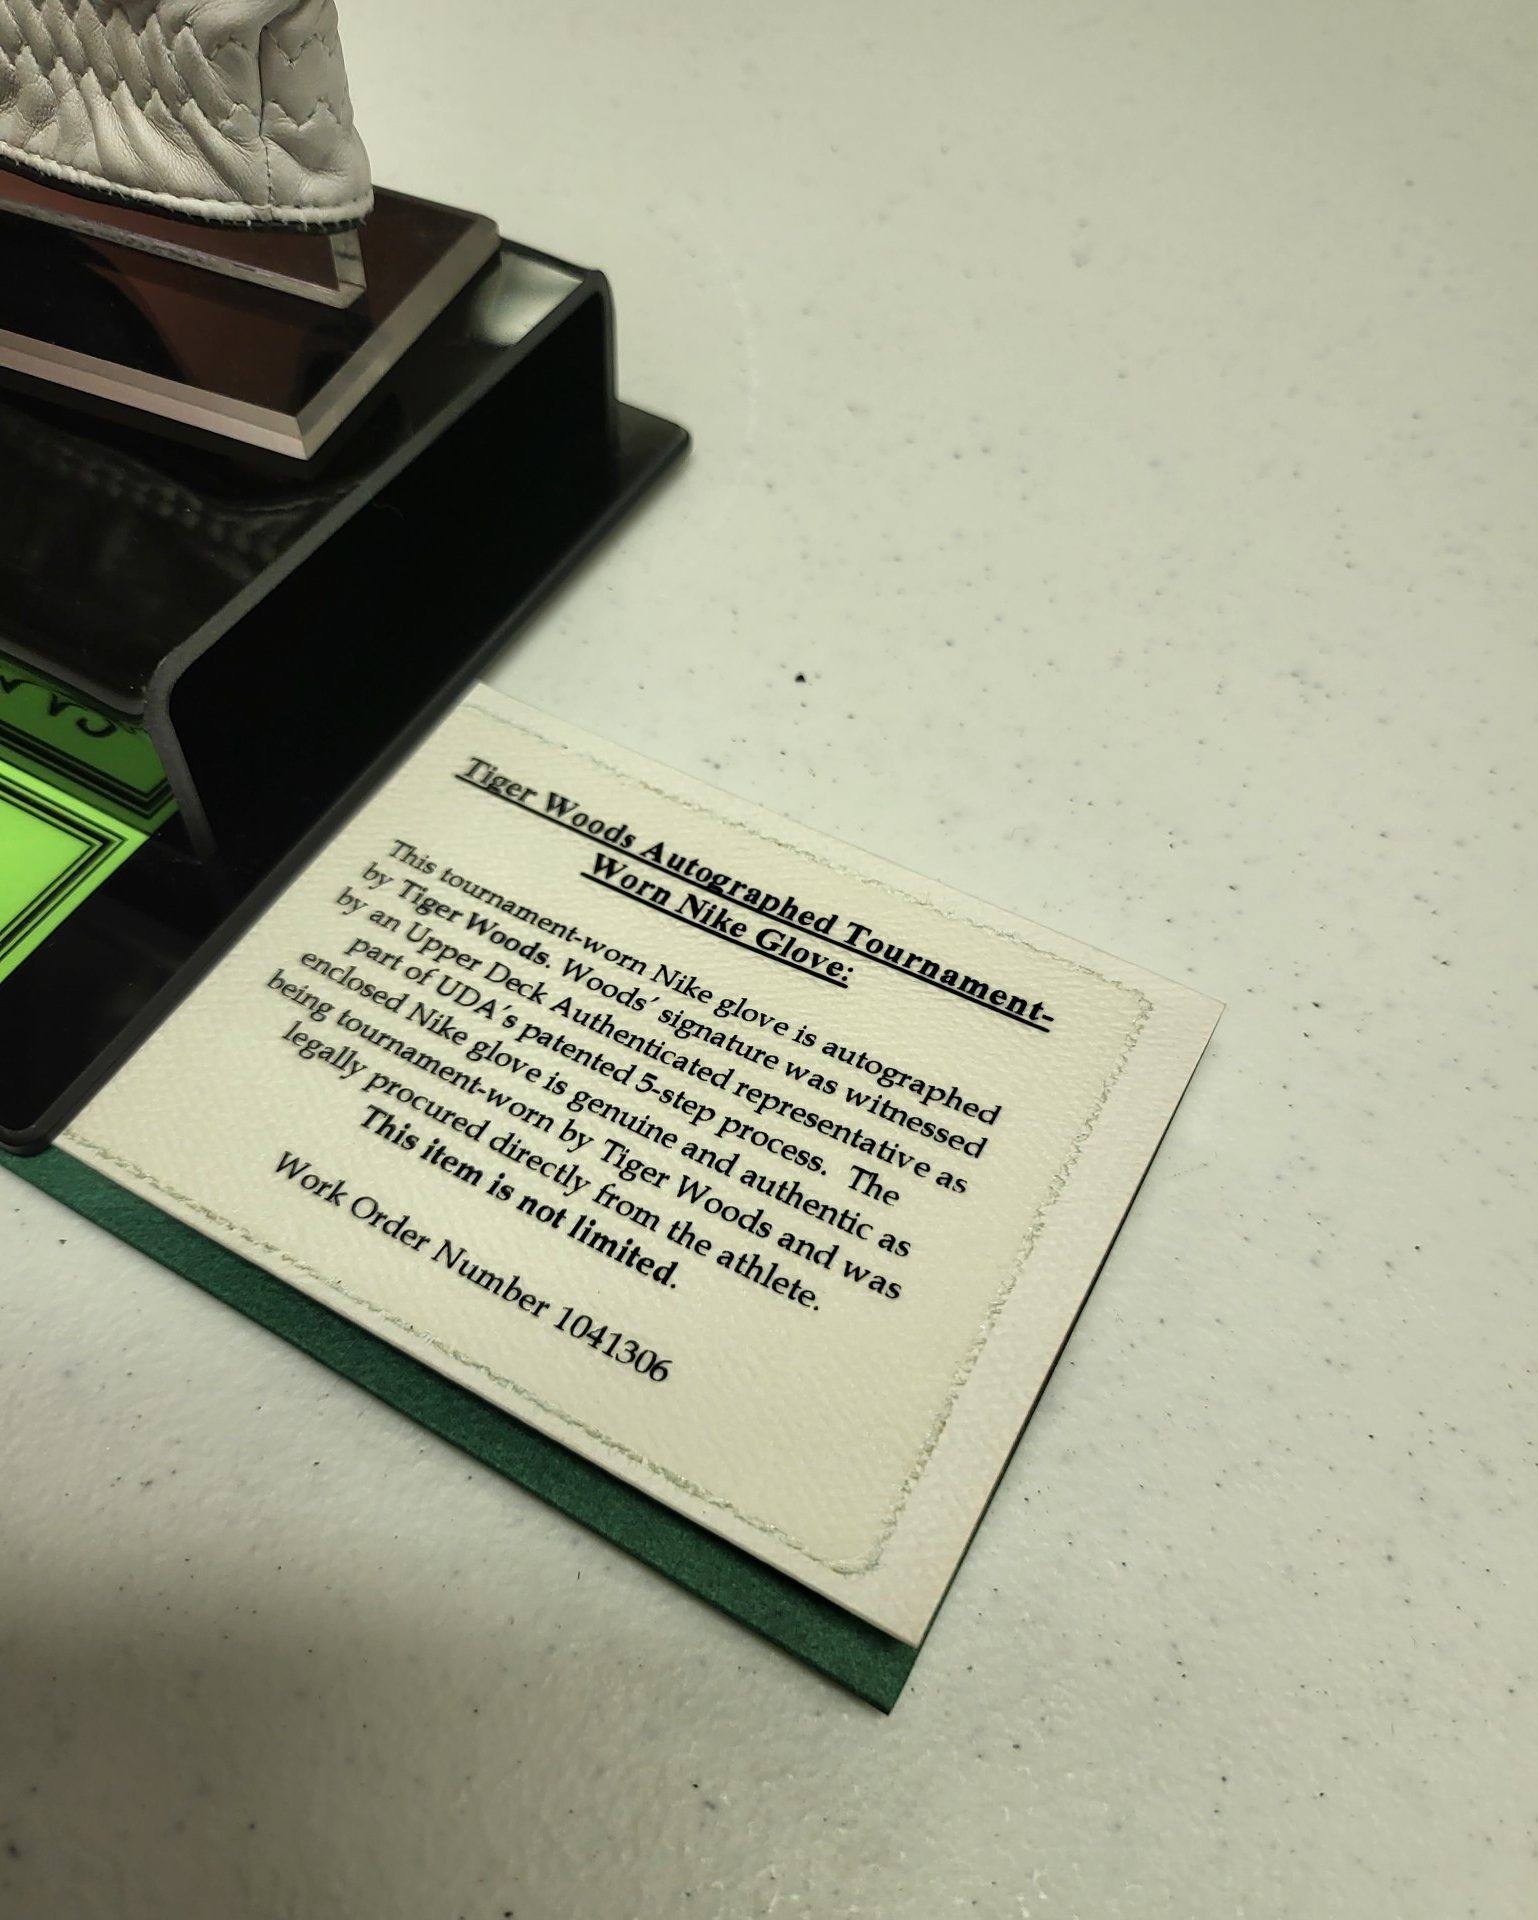 Tiger Woods Autographed Tournament-
Worn Nike Glove:
This tournament-worn Nike glove is autographed
by Tiger Woods. Woods' signature was witnessed
by an Upper Deck Authenticated representative as
part of UDA's patented 5-step process. The
enclosed Nike glove is genuine and authentic as
being tournament-worn by Tiger Woods and was
legally procured directly from the athlete.
This item is not limited.
Work Order Number 1041306